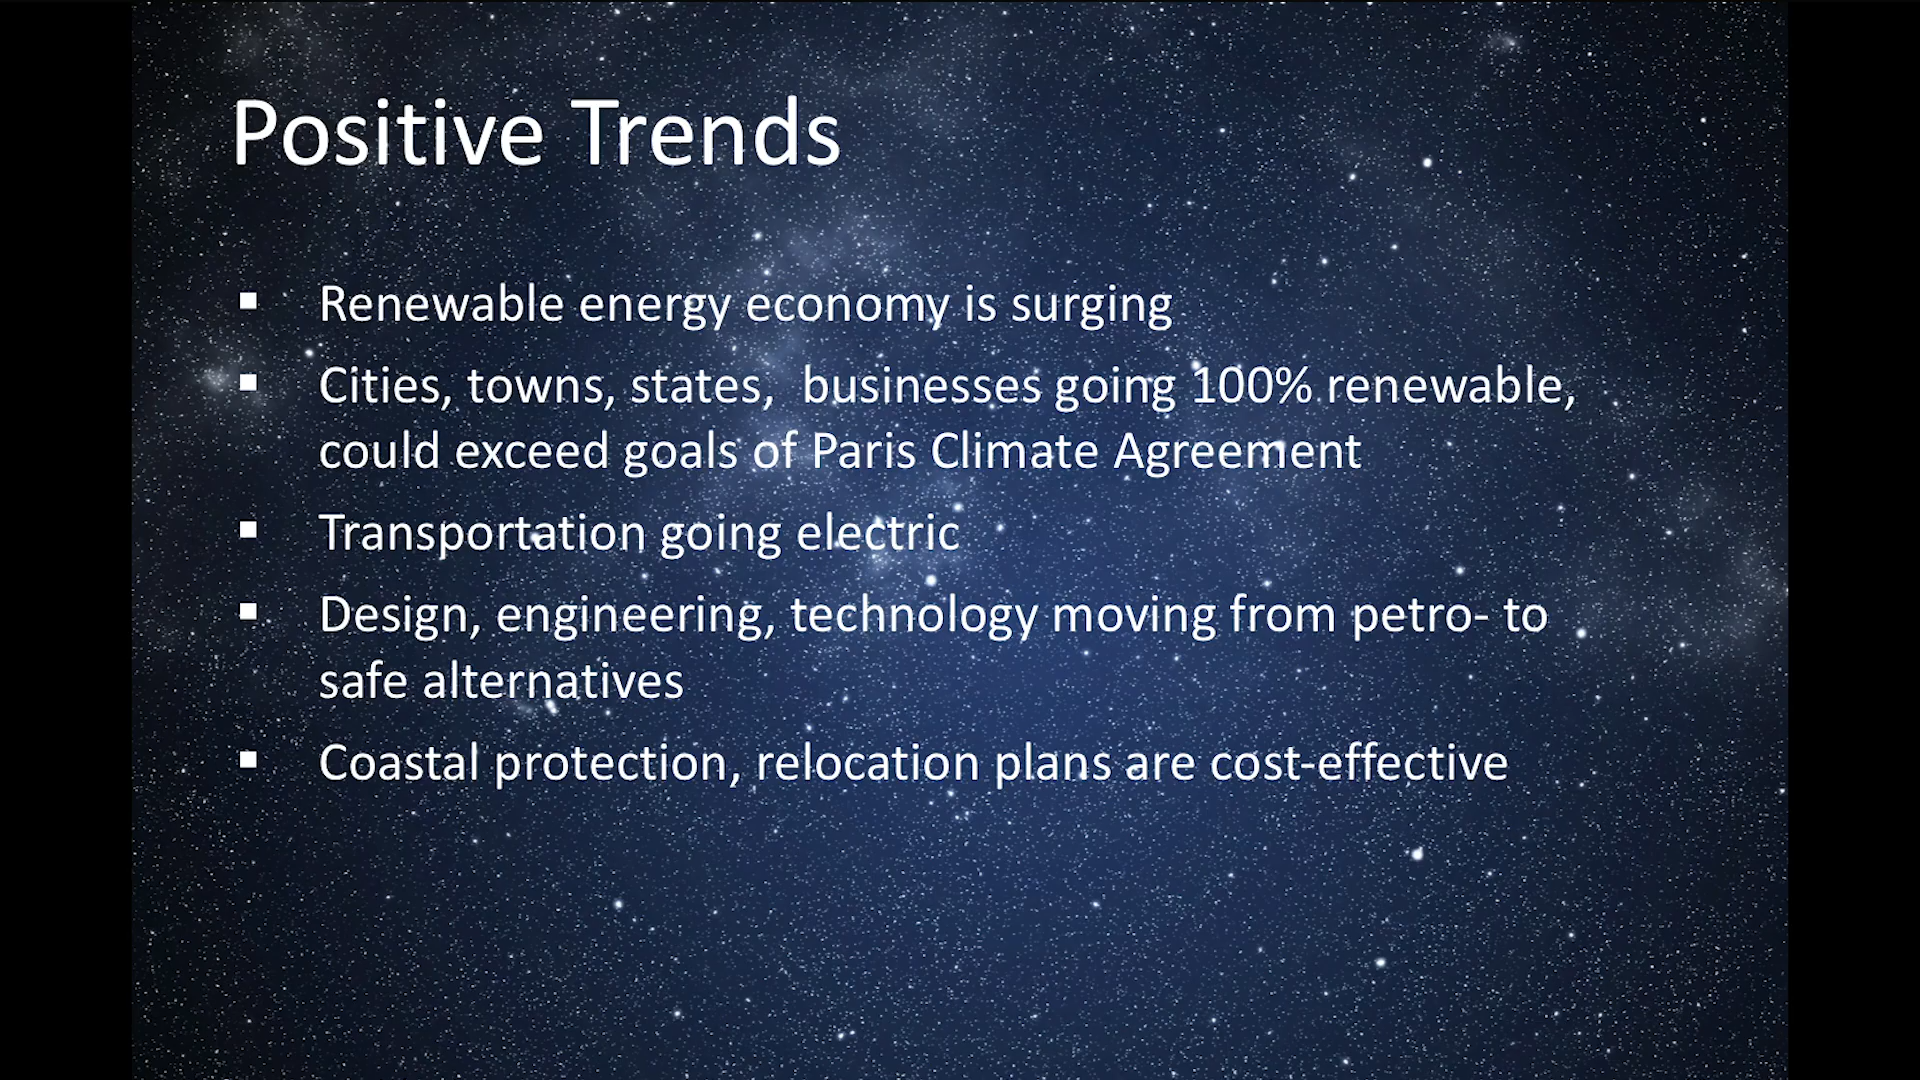 Positive Trends
▪ Renewable energy economy is surging
▪ Cities, towns, states,  businesses going 100% renewable,
could exceed goals of Paris Climate Agreement
▪ Transportation going electric
▪ Design, engineering, technology moving from petro- to
safe alternatives
▪ Coastal protection, relocation plans are cost-effective